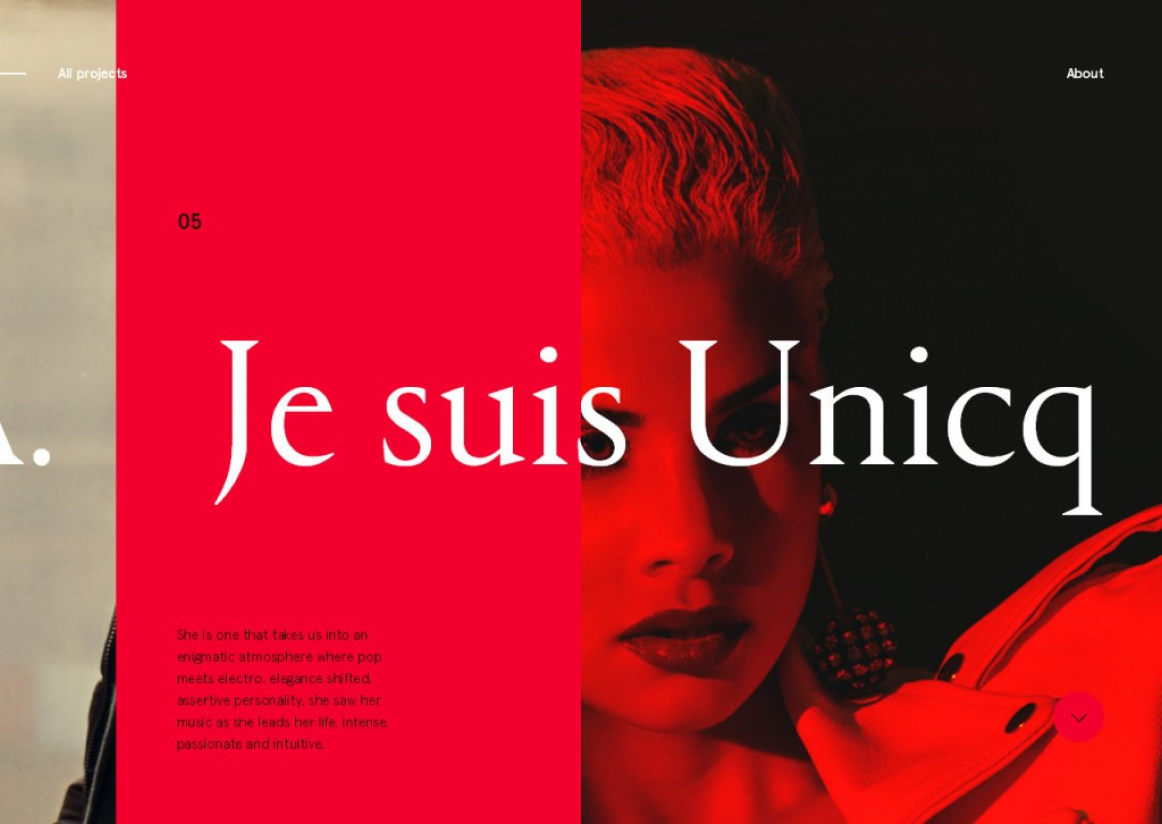 All projects
About
05
A.
Je suis Unicq
She is one that takes us into an
enigmatic atmosphere where pop
meets electro. elegance shifted,
assertive personality, she saw her
music as she leads her life. intense,
passionate and intuitive.